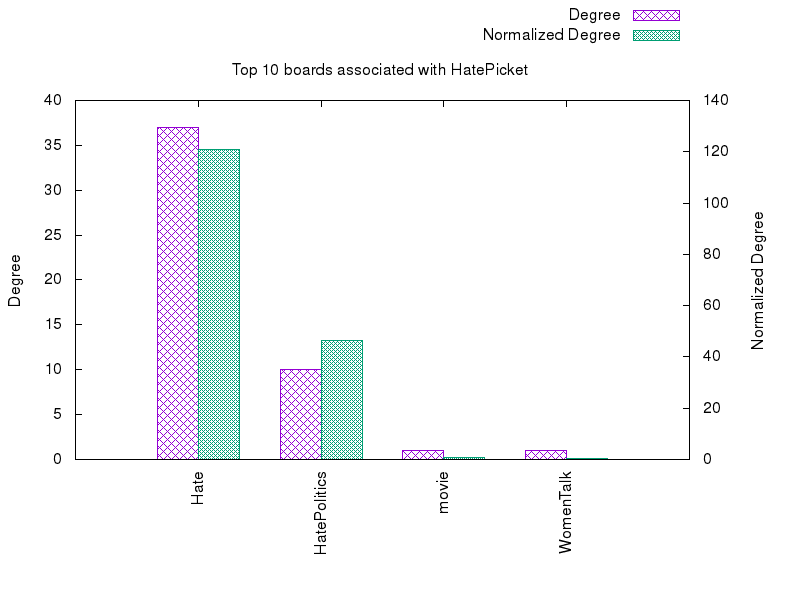 Degree
Normalized Degree
Top 10 boards associated with HatePicket
40
35
30
25
20
15
10
5
0
140
120
100
80
60
40
20
0
Degree
Normalized Degree
Hate
HatePolitics
movie
WomenTalk